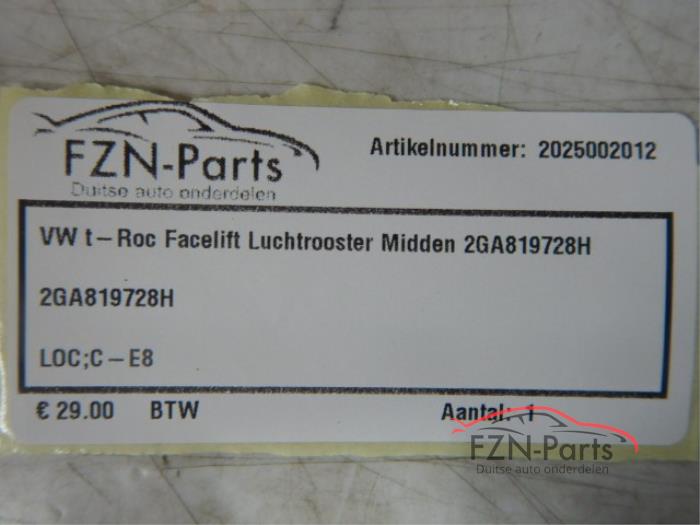 FZN-Parts
Duitse auto onderdelen
Artikelnummer: 2025002012
VW t-Roc Facelift Luchtrooster Midden 2GA819728H
2GA819728H
LOC;C-E8
€ 29.00 BTW Aantal: 1
FZN-Parts
Duitse auto onderdelen